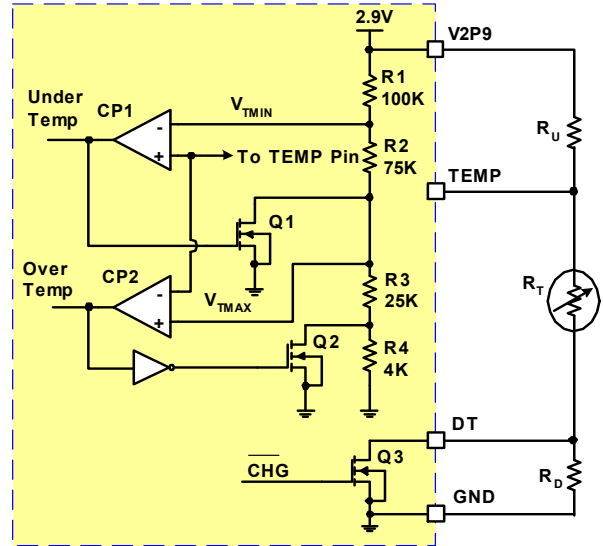 2.9V
V2P9
R1
100K
Under
Temp
CP1
VTMIN
-
+
To TEMP Pin
R2
75K
RU
TEMP
Q1
Over
Temp
CP2
VTMAX
-
+
R3
25K
RT
Q2
R4
4K
DT
Q3
CHG
RD
GND